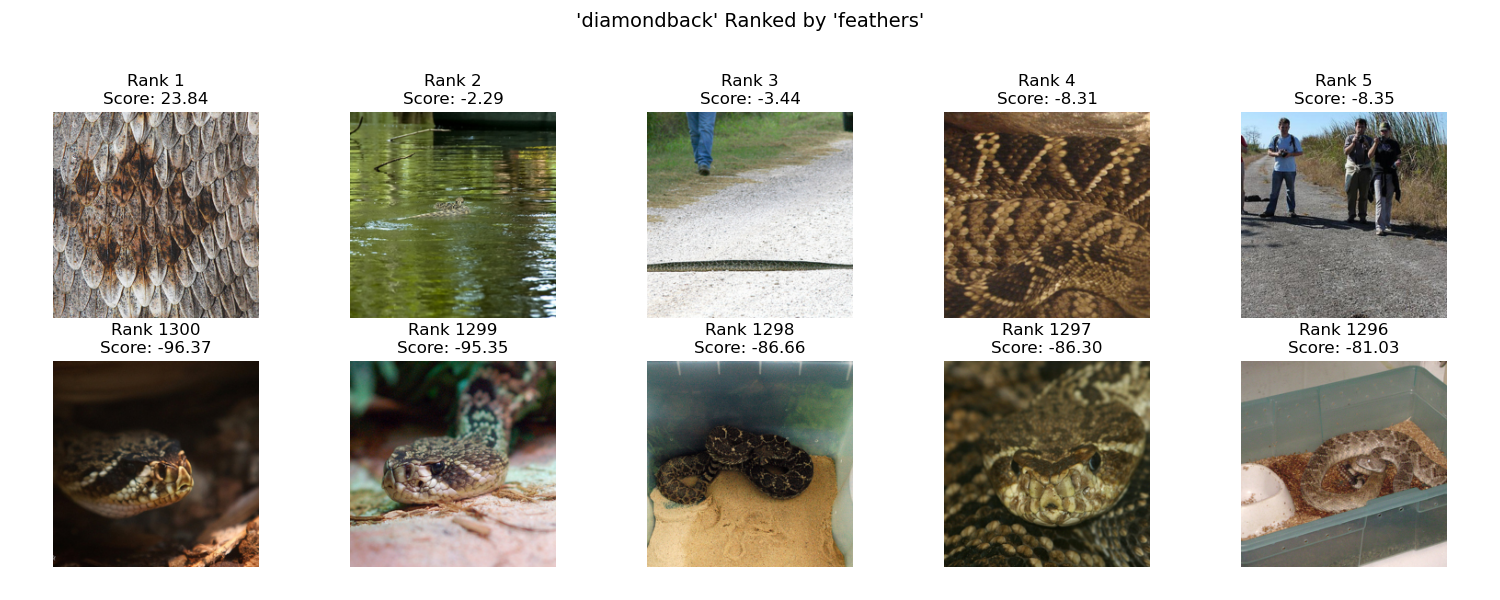 'diamondback' Ranked by 'feathers'
Rank 1
Score: 23.84
Rank 2
Score: -2.29
Rank 3
Score: -3.44
Rank 4
Score: -8.31
Rank 5
Score: -8.35
Rank 1300
Score: -96.37
Rank 1299
Score: -95.35
Rank 1298
Score: -86.66
Rank 1297
Score: -86.30
Rank 1296
Score: -81.03